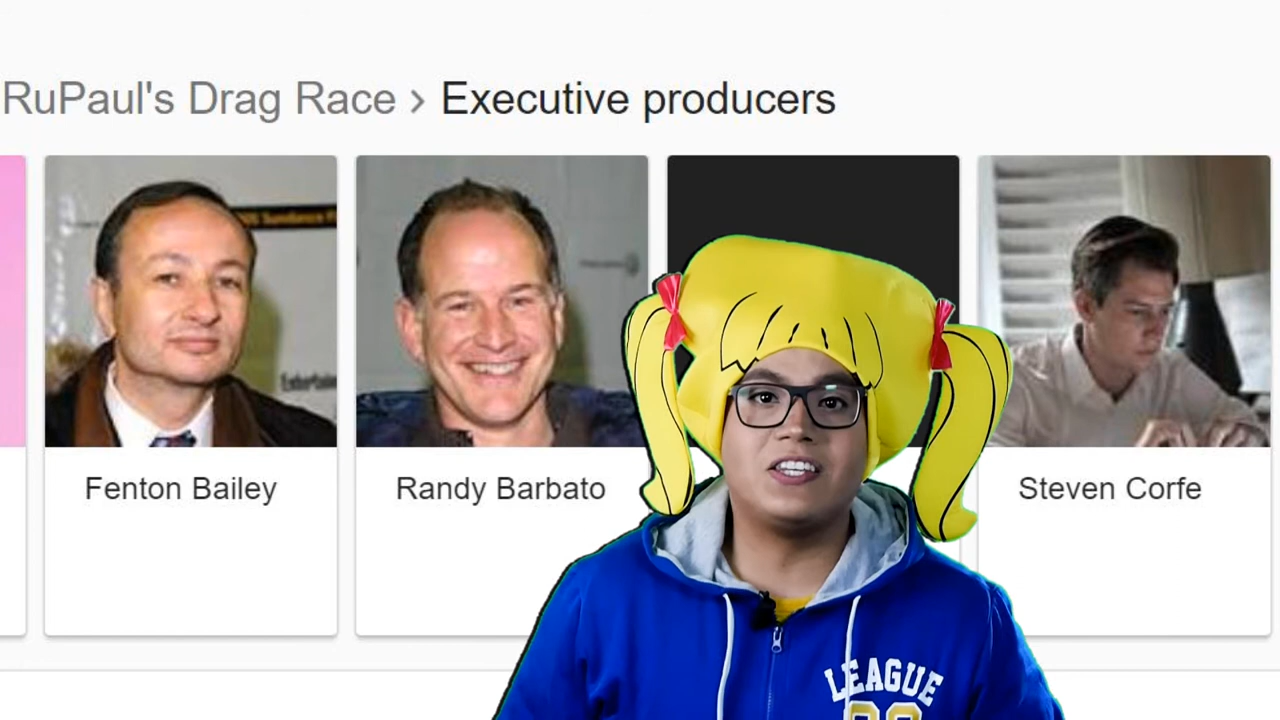 RuPaul's Drag Race › Executive producers
Fenton Bailey
Randy Barbato
Steven Corfe
LEAGUE